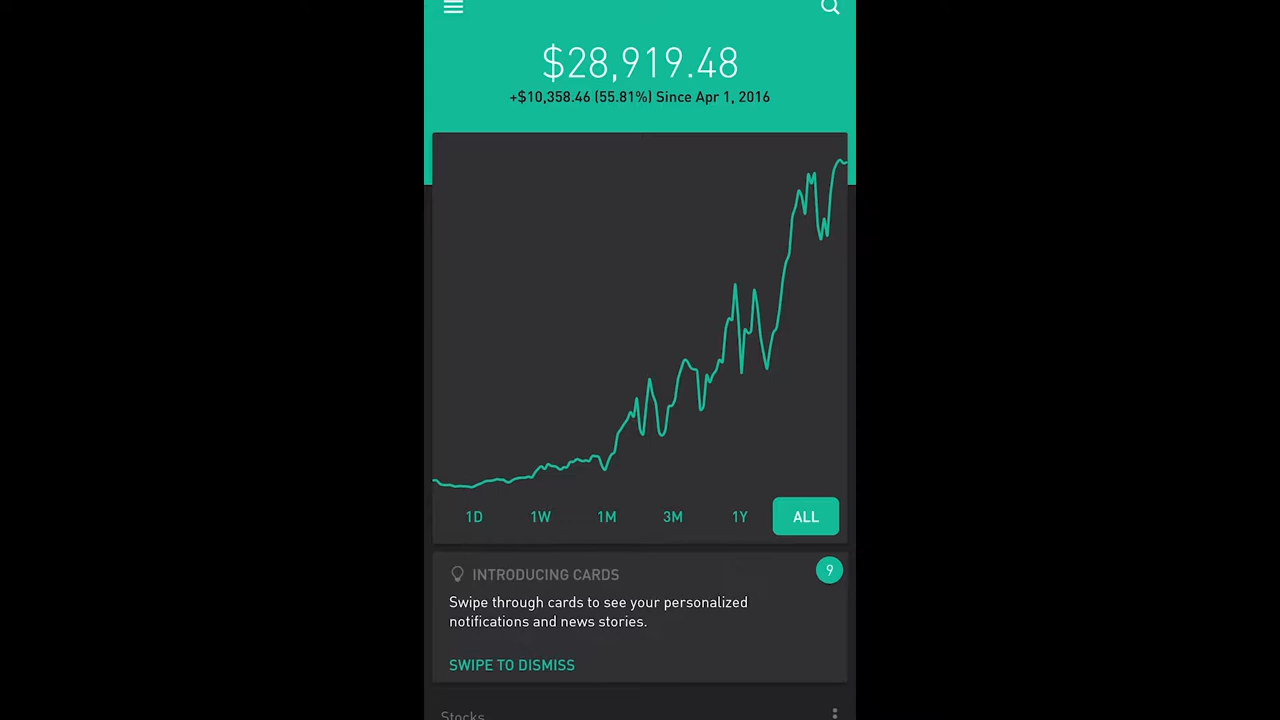 $28,919.48
+$10,358.46 (55.81%) Since Apr 1, 2016
1D 1W 1M 3M 1Y ALL
INTRODUCING CARDS 9
Swipe through cards to see your personalized
notifications and news stories.
SWIPE TO DISMISS
Stocks